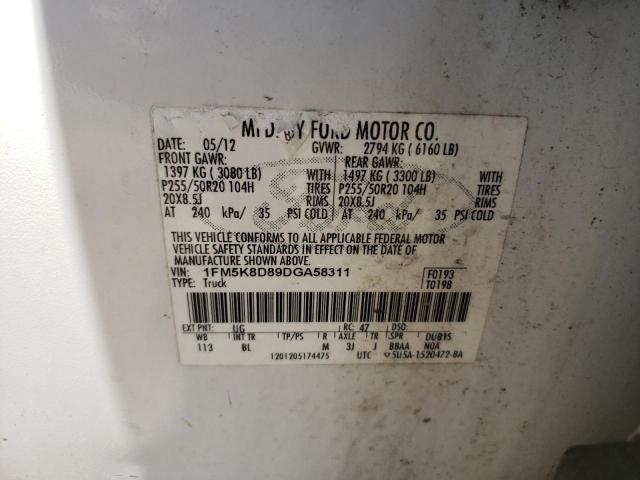 MFD. BY FORD MOTOR CO.
DATE: 05/12 GVWR: 2794 KG ( 6160 LB)
FRONT GAWR: REAR GAWR:
1397 KG ( 3080 LB) WITH 1497 KG ( 3300 LB) WITH
P255/50R20 104H TIRES P255/50R20 104H TIRES
20X8.5J RIMS 20X8.5J RIMS
AT 240 kPa/ 35 PSI COLD AT 240 kPa/ 35 PSI COLD
THIS VEHICLE CONFORMS TO ALL APPLICABLE FEDERAL MOTOR
VEHICLE SAFETY STANDARDS IN EFFECT ON THE DATE OF
MANUFACTURE SHOWN ABOVE.
VIN: 1FM5K8D89DGA58311 F0193
TYPE: Truck T0198
EXT PNT: UG RC: 47 DSO:
WB INT TR TP/PS R AXLE TR SPR DUB1S
113 BL M 3J J BBAA NOA
1201205174475 UTC SU5A-1520472-BA